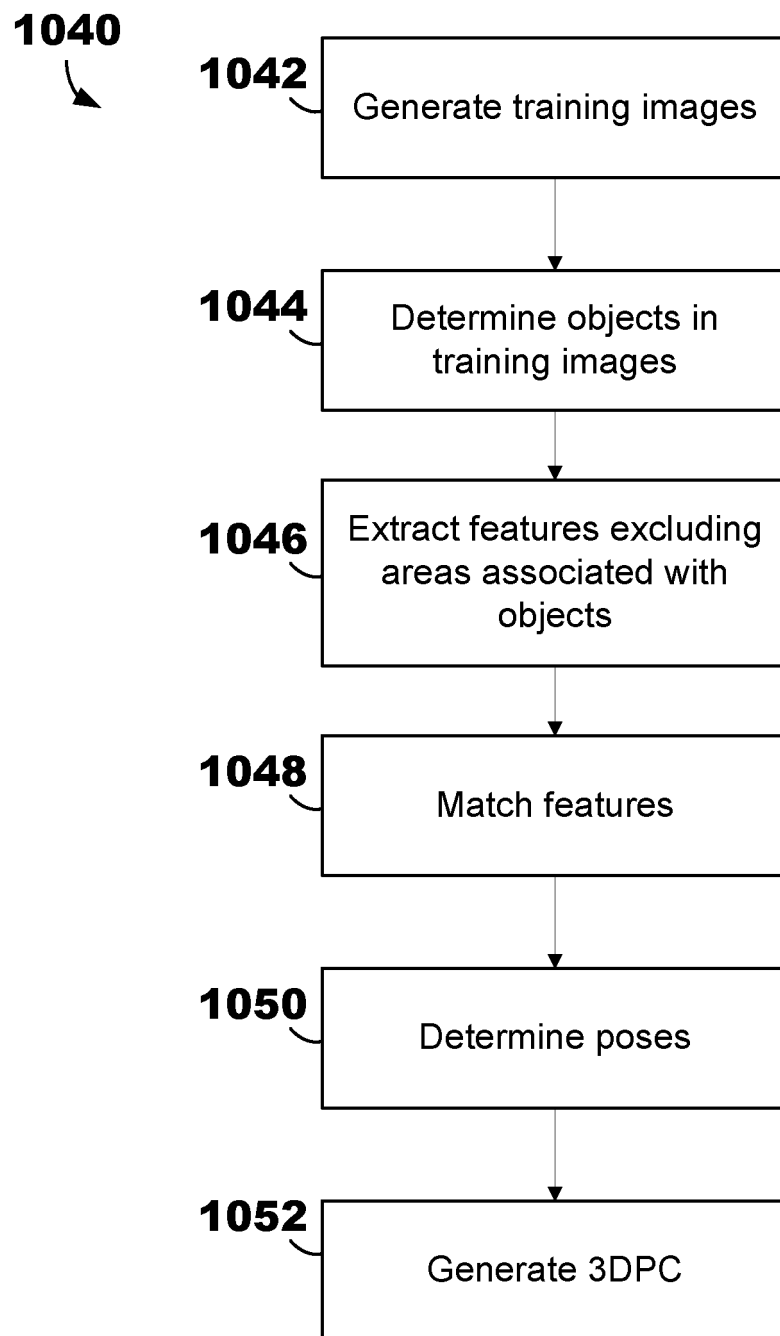 1040
1042
Generate training images
1044
Determine objects in
training images
1046
Extract features excluding
areas associated with
objects
1048
Match features
1050
Determine poses
1052
Generate 3DPC